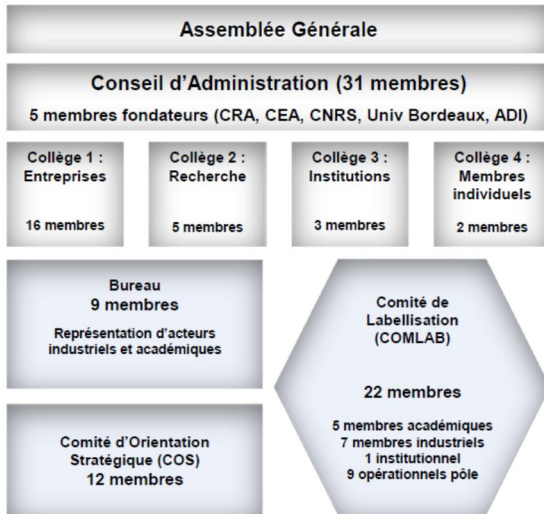 Assemblée Générale
Conseil d'Administration (31 membres)
5 membres fondateurs (CRA, CEA, CNRS, Univ Bordeaux, ADI)
Collège 1 :
Entreprises
16 membres
Collège 2 :
Recherche
5 membres
Collège 3 :
Institutions
3 membres
Collège 4 :
Membres
individuels
2 membres
Bureau
9 membres
Représentation d'acteurs
industriels et académiques
Comité d'Orientation
Stratégique (COS)
12 membres
Comité de
Labellisation
(COMLAB)
22 membres
5 membres académiques
7 membres industriels
1 institutionnel
9 opérationnels pôle